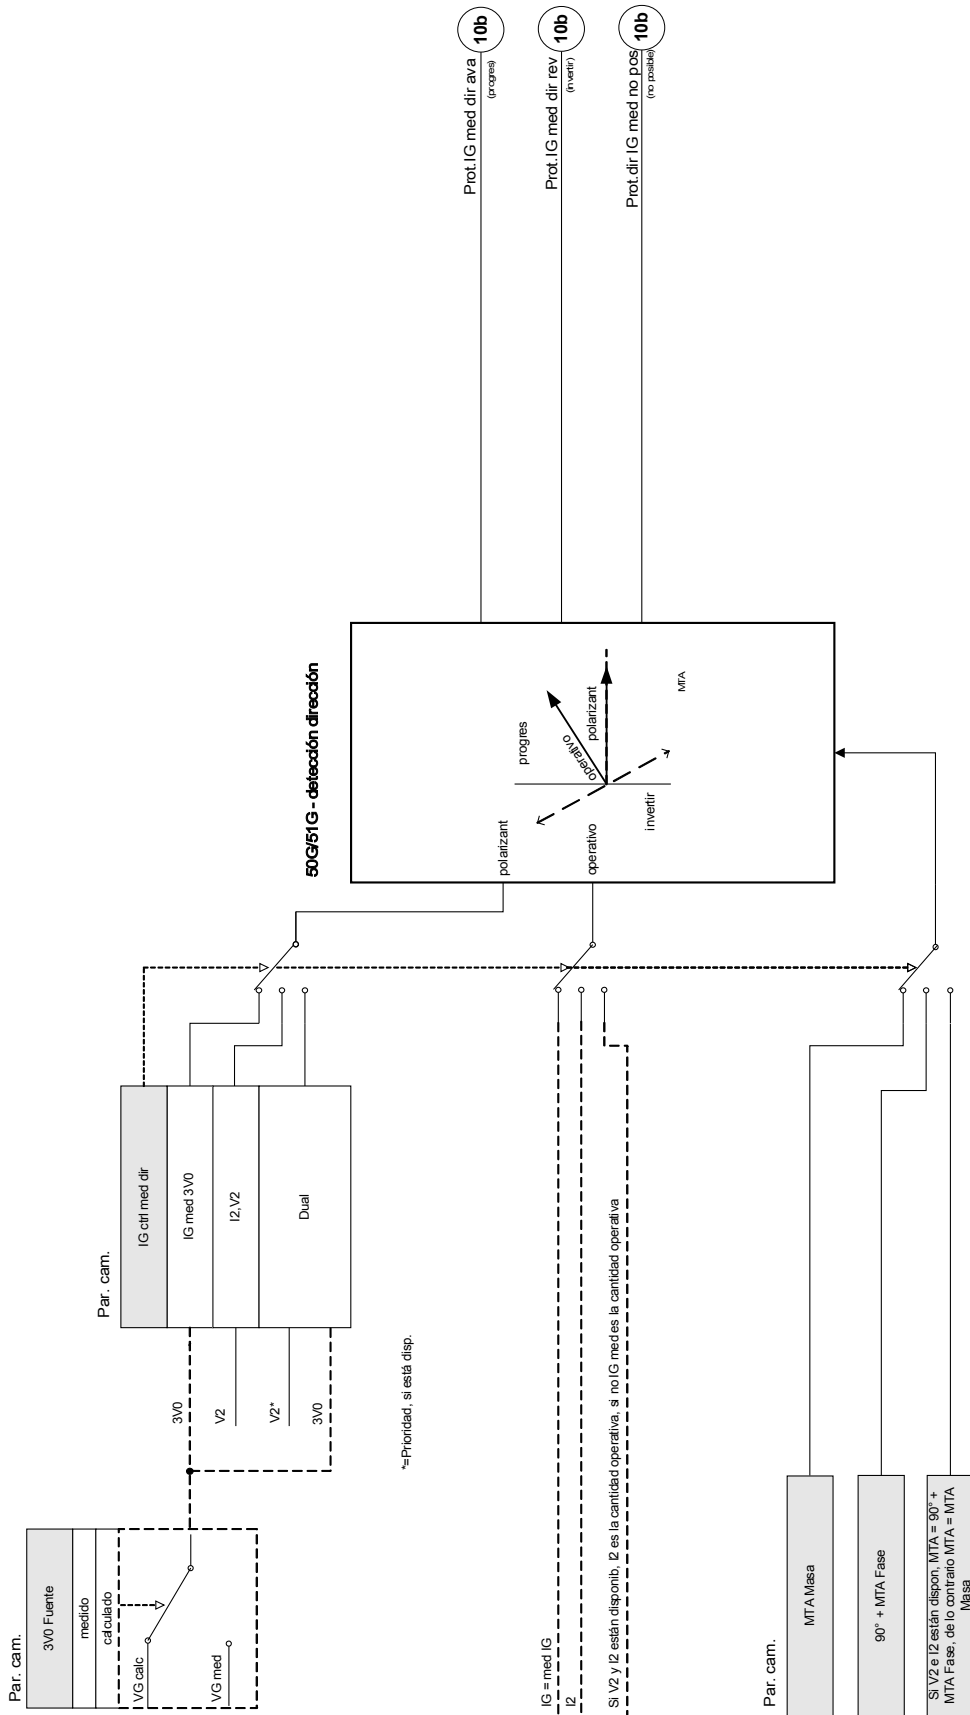 Par. cam.
3V0 Fuente
medido
calculado
VG calc
VG med
Par. cam.
IG ctrl med dir
IG med 3V0
I2,V2
Dual
3V0
V2
V2*
3V0
*=Prioridad, si está disp.
IG = med IG
I2
Si V2 y I2 están disponib, I2 es la cantidad operativa, si no IG med es la cantidad operativa
Par. cam.
MTA Masa
90° + MTA Fase
Si V2 e I2 están dispon, MTA = 90° +
MTA Fase, de lo contrario MTA = MTA
Masa
50G/51G - detección dirección
polarizant
operativo
progres
operativo
polarizant
invertir
MTA
Prot.IG med dir ava
(progres)
10b
Prot.IG med dir rev
(invertir)
10b
Prot.dir IG med no pos
(no posible)
10b